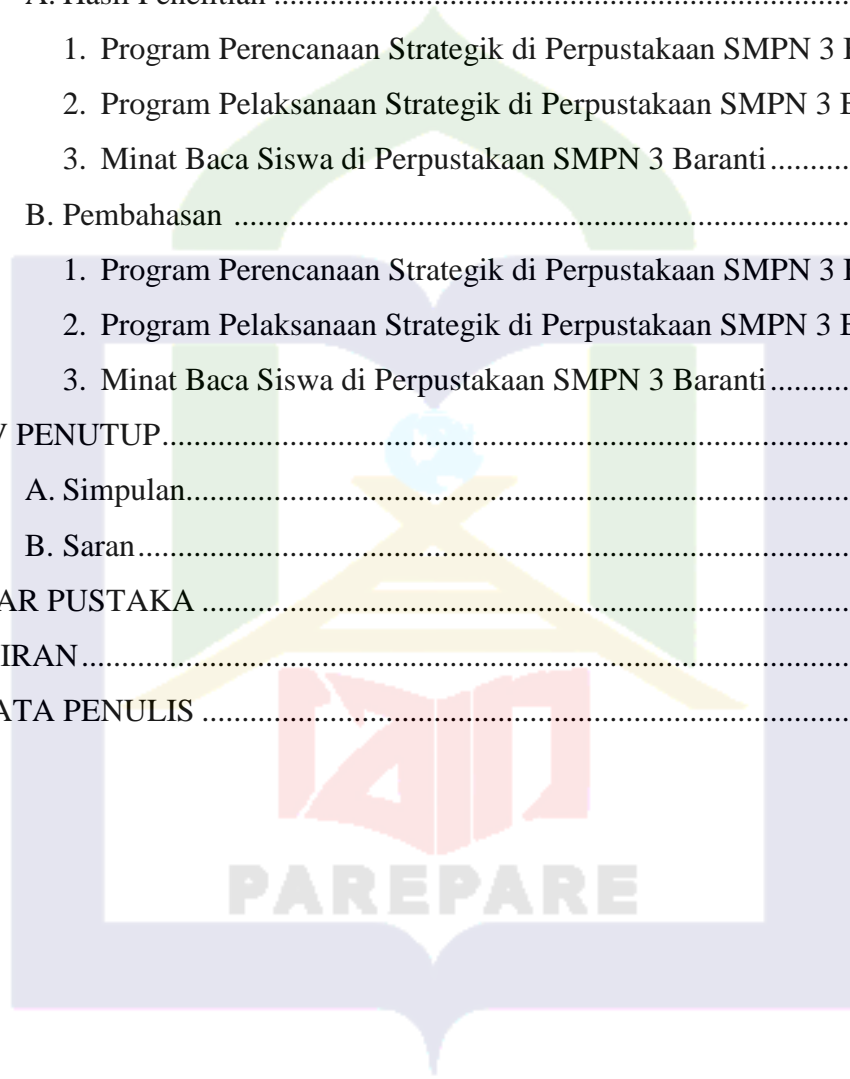 A. Hasil Penelitian ........................................................................
1. Program Perencanaan Strategik di Perpustakaan SMPN 3
2. Program Pelaksanaan Strategik di Perpustakaan SMPN 3
3. Minat Baca Siswa di Perpustakaan SMPN 3 Baranti..........
B. Pembahasan ..............................................................................
1. Program Perencanaan Strategik di Perpustakaan SMPN 3
2. Program Pelaksanaan Strategik di Perpustakaan SMPN 3
3. Minat Baca Siswa di Perpustakaan SMPN 3 Baranti..........
V PENUTUP.......................................................................................
A. Simpulan....................................................................................
B. Saran..........................................................................................
AR PUSTAKA .................................................................................
IRAN................................................................................................
ATA PENULIS .................................................................................
PAREPARE